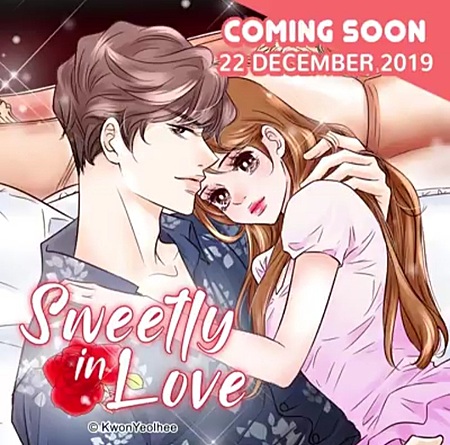 COMING SOON
22 DECEMBER 2019
Sweetly
in Love
© KwonYeolhee